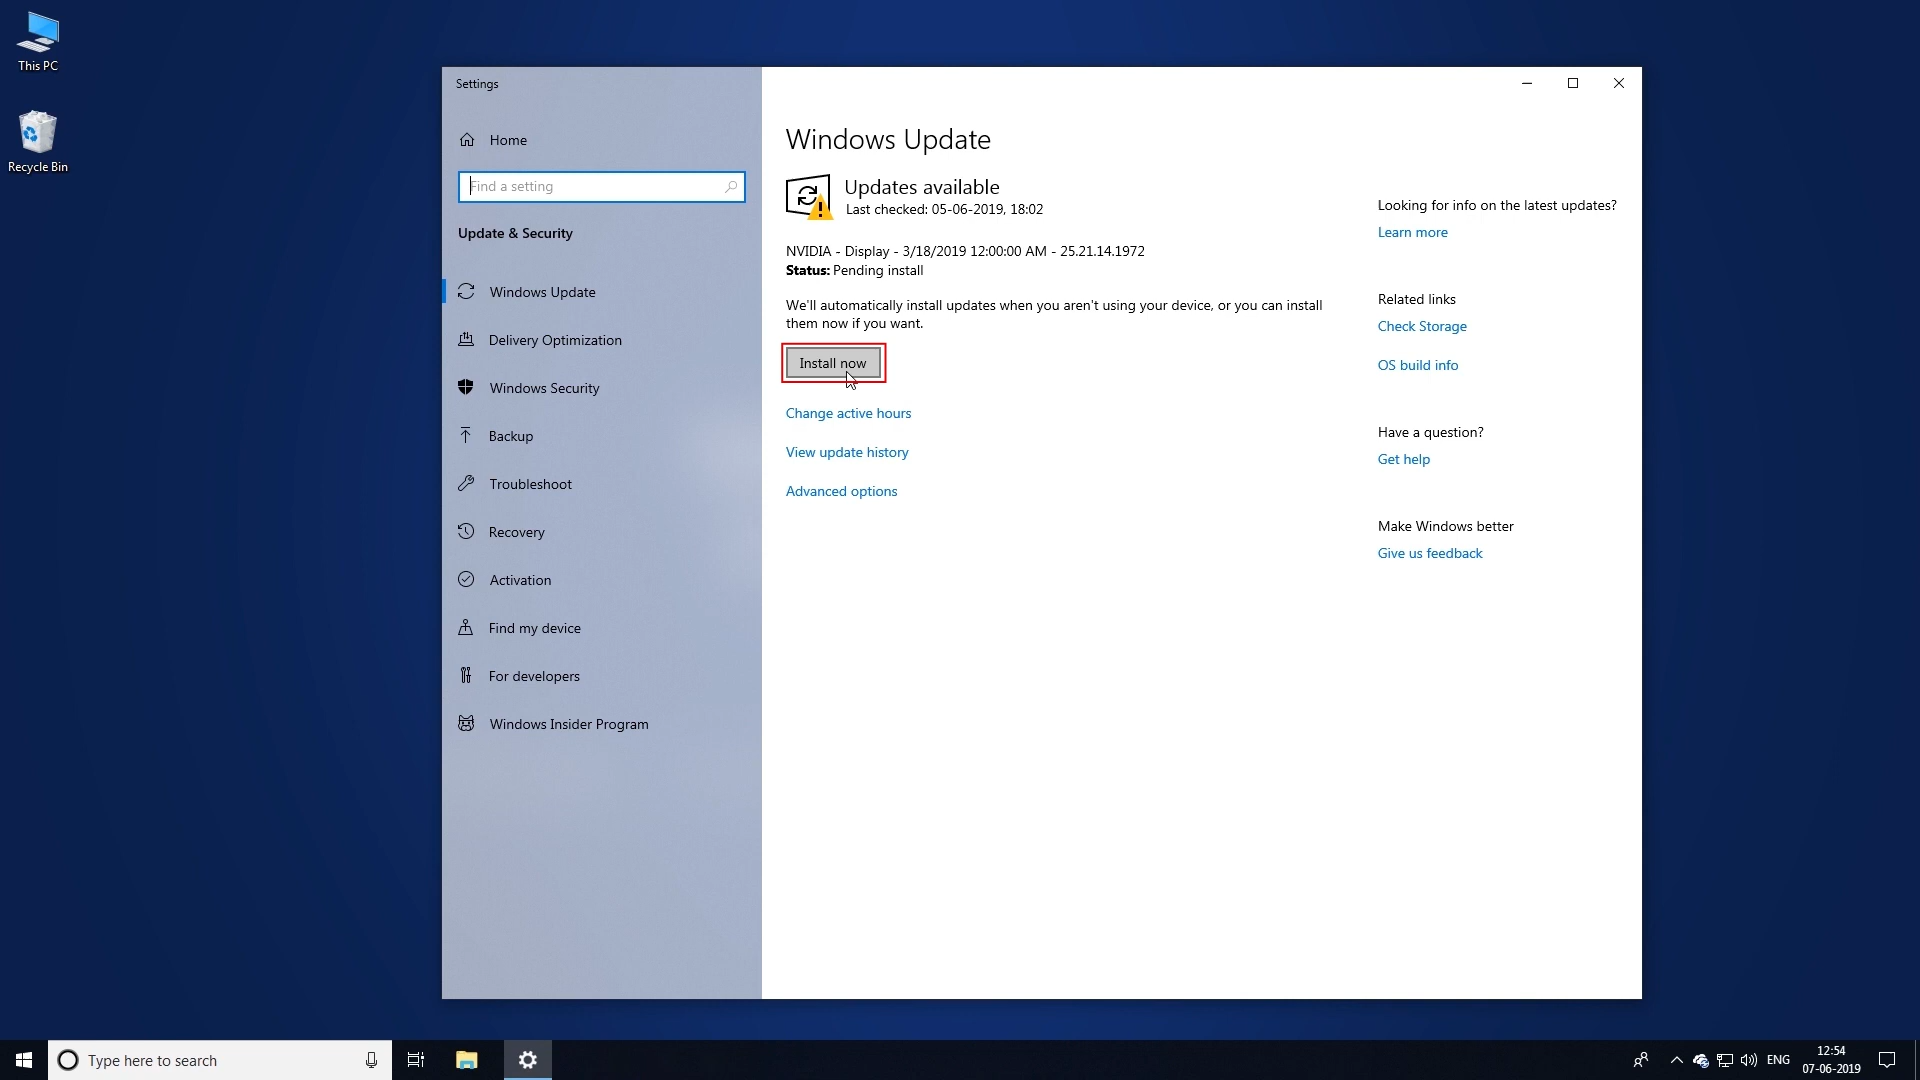 This PC
Recycle Bin
Settings
Home
Find a setting
Update & Security
Windows Update
Delivery Optimization
Windows Security
Backup
Troubleshoot
Recovery
Activation
Find my device
For developers
Windows Insider Program
Windows Update
Updates available
Last checked: 05-06-2019, 18:02
NVIDIA - Display - 3/18/2019 12:00:00 AM - 25.21.14.1972
Status: Pending install
We'll automatically install updates when you aren't using your device, or you can install
them now if you want.
Install now
Change active hours
View update history
Advanced options
Looking for info on the latest updates?
Learn more
Related links
Check Storage
OS build info
Have a question?
Get help
Make Windows better
Give us feedback
Type here to search
ENG
12:54
07-06-2019